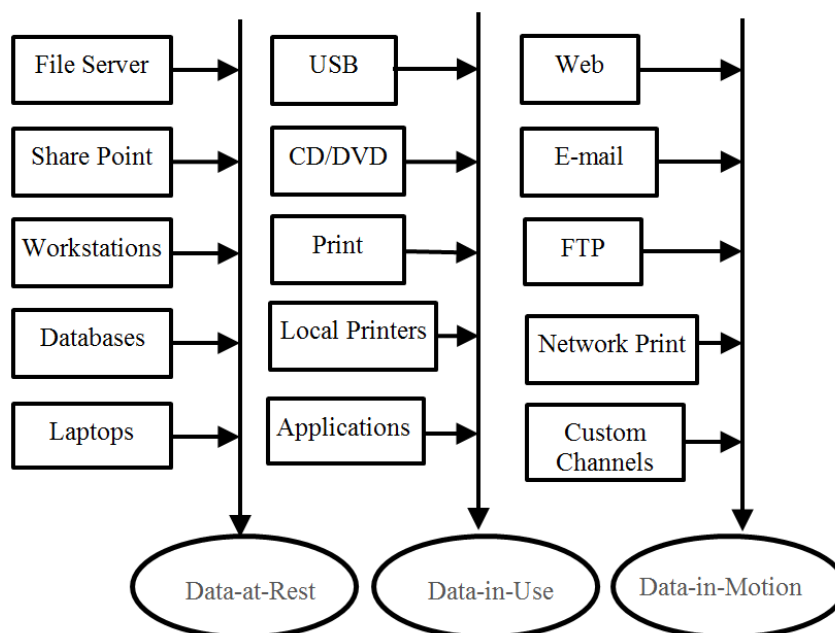 File Server
Share Point
Workstations
Databases
Laptops
Data-at-Rest
USB
CD/DVD
Print
Local Printers
Applications
Data-in-Use
Web
E-mail
FTP
Network Print
Custom
Channels
Data-in-Motion